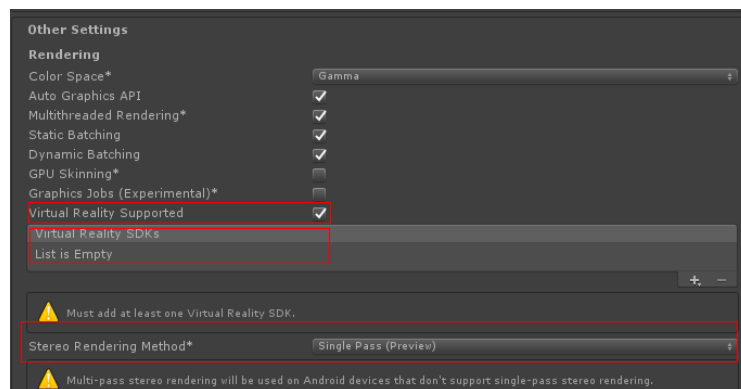 Other Settings
Rendering
Color Space* Gamma
Auto Graphics API
Multithreaded Rendering*
Static Batching
Dynamic Batching
GPU Skinning*
Graphics Jobs (Experimental)*
Virtual Reality Supported
Virtual Reality SDKs
List is Empty
+ −
Must add at least one Virtual Reality SDK.
Stereo Rendering Method* Single Pass (Preview)
Multi-pass stereo rendering will be used on Android devices that don't support single-pass stereo rendering.